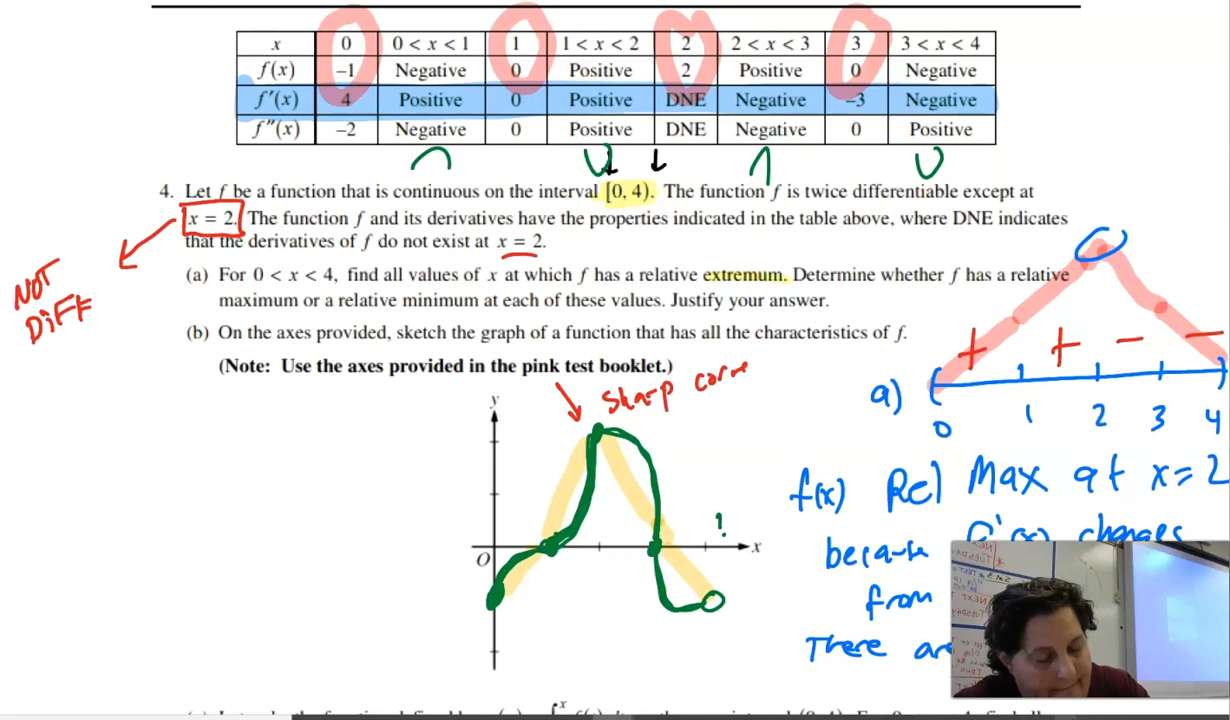 x 0 0 < x < 1 1 1 < x < 2 2 2 < x < 3 3 3 < x < 4
f(x) −1 Negative 0 Positive 2 Positive 0 Negative
f′(x) 4 Positive 0 Positive DNE Negative −3 Negative
f″(x) −2 Negative 0 Positive DNE Negative 0 Positive
4. Let f be a function that is continuous on the interval [0, 4). The function f is twice differentiable except at
x = 2. The function f and its derivatives have the properties indicated in the table above, where DNE indicates
that the derivatives of f do not exist at x = 2.
NOT
DIFF
(a) For 0 < x < 4, find all values of x at which f has a relative extremum. Determine whether f has a relative
maximum or a relative minimum at each of these values. Justify your answer.
(b) On the axes provided, sketch the graph of a function that has all the characteristics of f.
(Note: Use the axes provided in the pink test booklet.)
+ + − −
a)
0 1 2 3 4
sharp corne
y
O
x
!
f(x) Rel Max at x=2
because f'(x) changes
from
There are